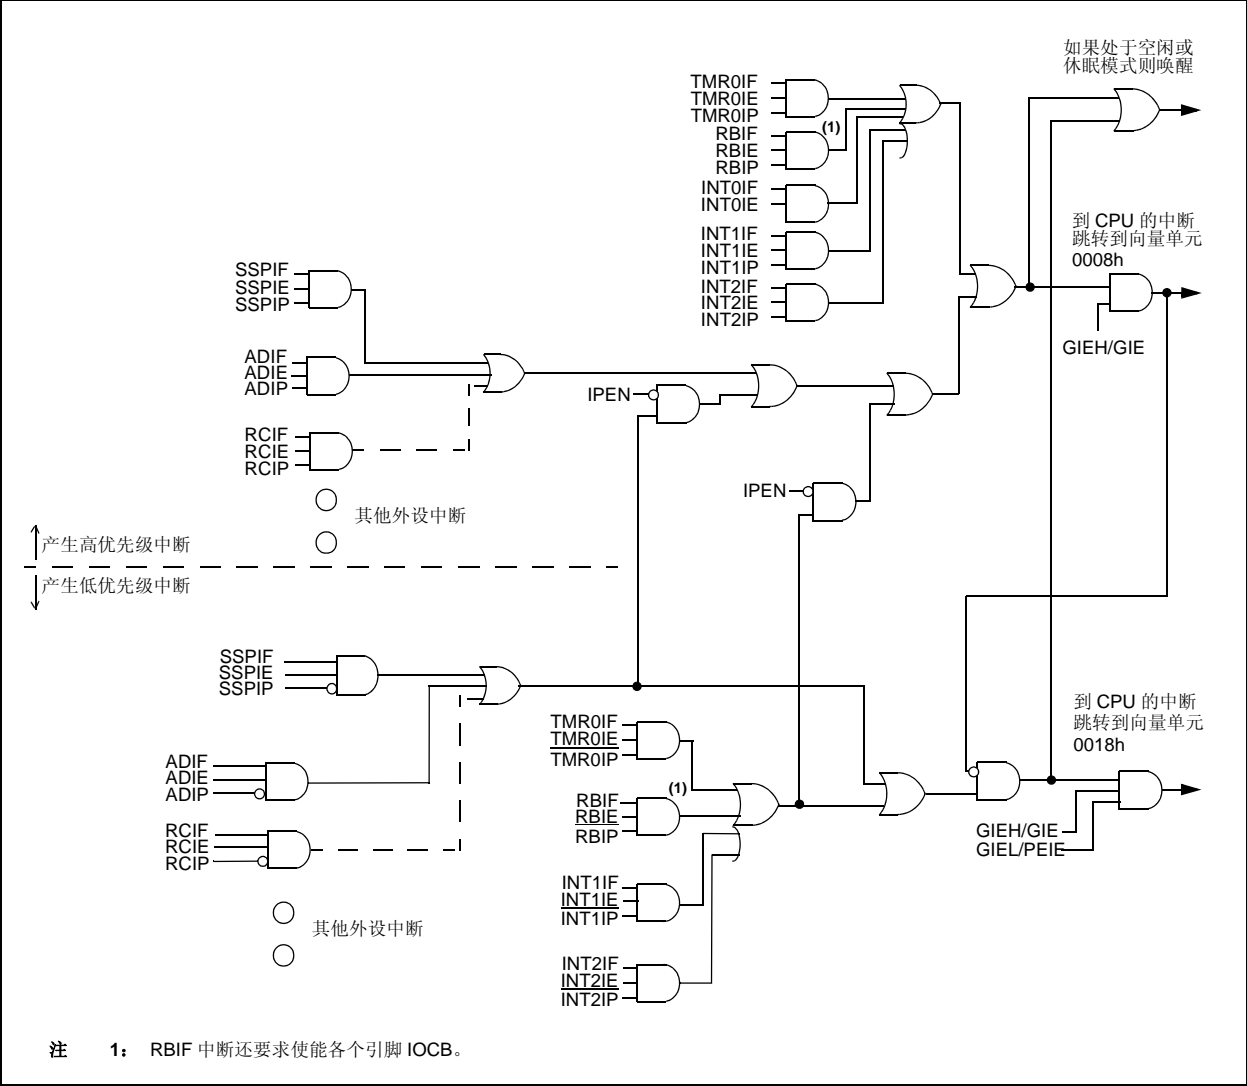 如果处于空闲或
休眠模式则唤醒
TMR0IF
TMR0IE
TMR0IP
RBIF
(1)
RBIE
RBIP
INT0IF
INT0IE
INT1IF
INT1IE
INT1IP
INT2IF
INT2IE
INT2IP
到 CPU 的中断
跳转到向量单元
0008h
GIEH/GIE
SSPIF
SSPIE
SSPIP
ADIF
ADIE
ADIP
RCIF
RCIE
RCIP
IPEN
IPEN
其他外设中断
产生高优先级中断
产生低优先级中断
SSPIF
SSPIE
SSPIP
ADIF
ADIE
ADIP
RCIF
RCIE
RCIP
其他外设中断
TMR0IF
TMR0IE
TMR0IP
(1)
RBIF
RBIE
RBIP
INT1IF
INT1IE
INT1IP
INT2IF
INT2IE
INT2IP
到 CPU 的中断
跳转到向量单元
0018h
GIEH/GIE
GIEL/PEIE
注 1: RBIF 中断还要求使能各个引脚 IOCB。